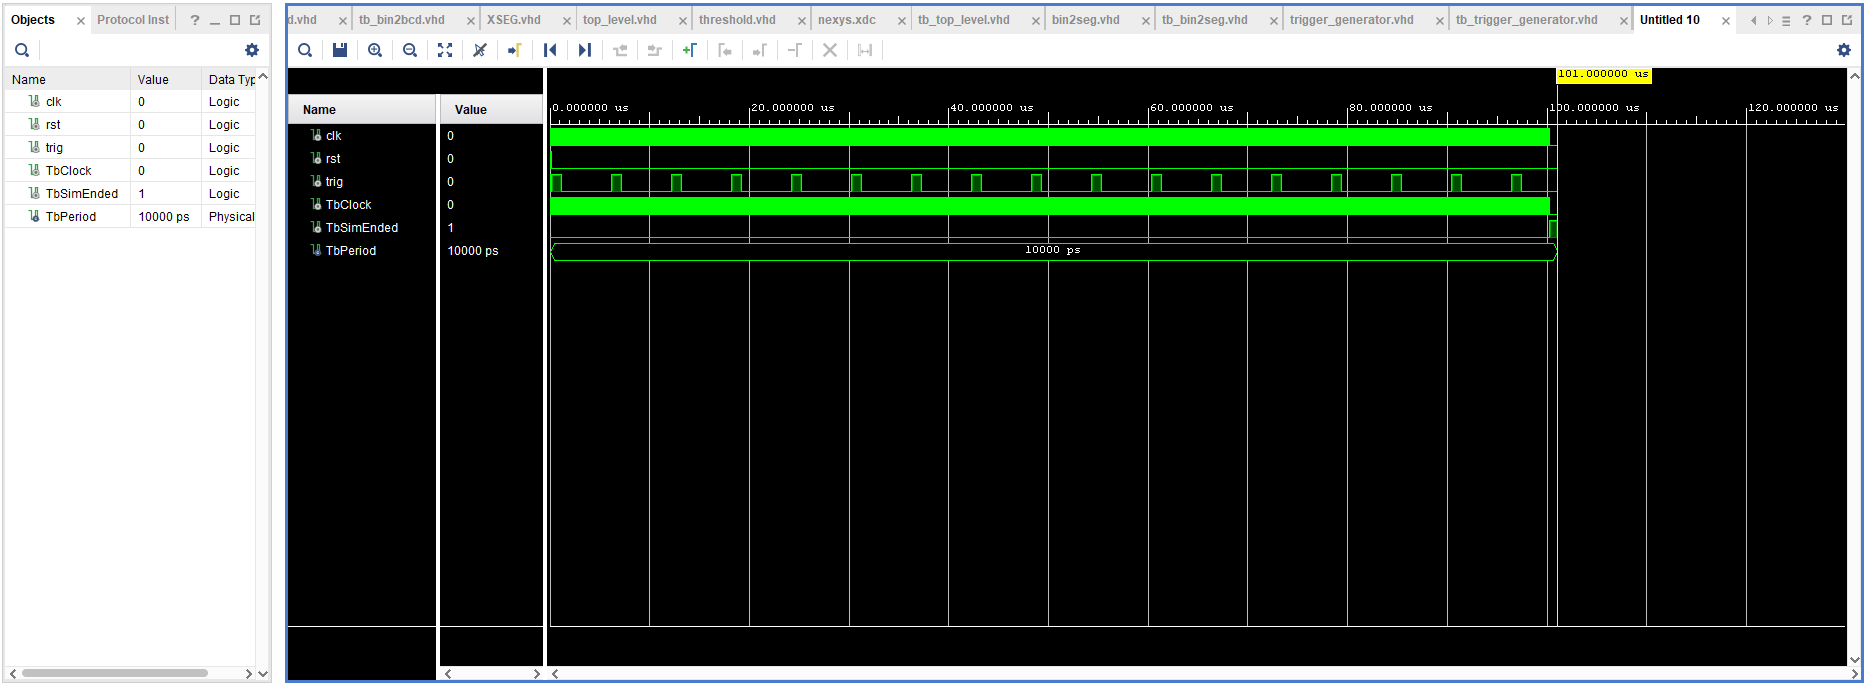 Objects
Protocol Inst
Name Value Data Typ
clk 0 Logic
rst 0 Logic
trig 0 Logic
TbClock 0 Logic
TbSimEnded 1 Logic
TbPeriod 10000 ps Physical
d.vhd tb_bin2bcd.vhd XSEG.vhd top_level.vhd threshold.vhd nexys.xdc tb_top_level.vhd bin2seg.vhd tb_bin2seg.vhd trigger_generator.vhd tb_trigger_generator.vhd Untitled 10
101.000000 us
Name Value
0.000000 us 20.000000 us 40.000000 us 60.000000 us 80.000000 us 100.000000 us 120.000000 us
clk 0
rst 0
trig 0
TbClock 0
TbSimEnded 1
TbPeriod 10000 ps 10000 ps